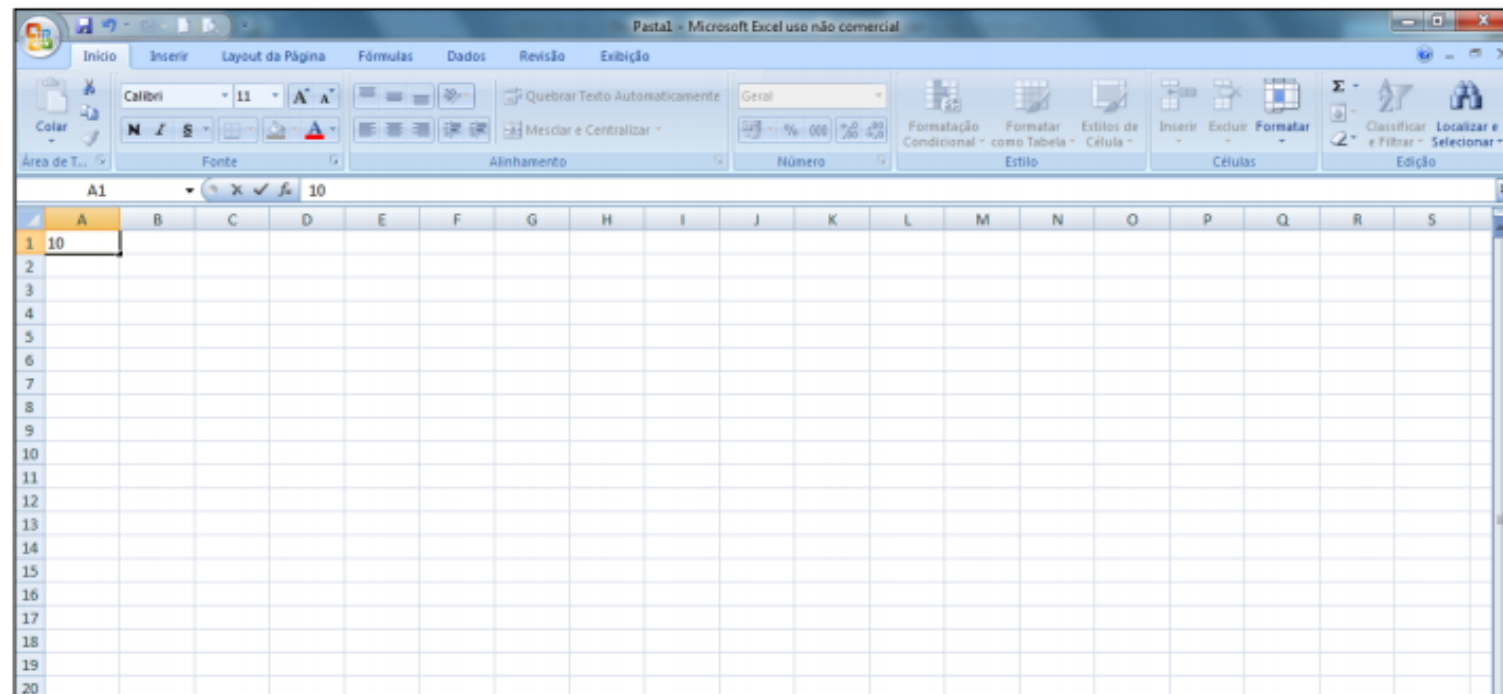 Pasta1 - Microsoft Excel uso não comercial
Início Inserir Layout da Página Fórmulas Dados Revisão Exibição
Calibri 11 A A Quebrar Texto Automaticamente Geral Σ
Colar N I S A Mesclar e Centralizar % 000 Formatação Condicional Formatar como Tabela Estilos de Célula Inserir Excluir Formatar Classificar e Filtrar Localizar e Selecionar
Área de T... Fonte Alinhamento Número Estilo Células Edição
A1 fx 10
A B C D E F G H I J K L M N O P Q R S
1 10
2
3
4
5
6
7
8
9
10
11
12
13
14
15
16
17
18
19
20